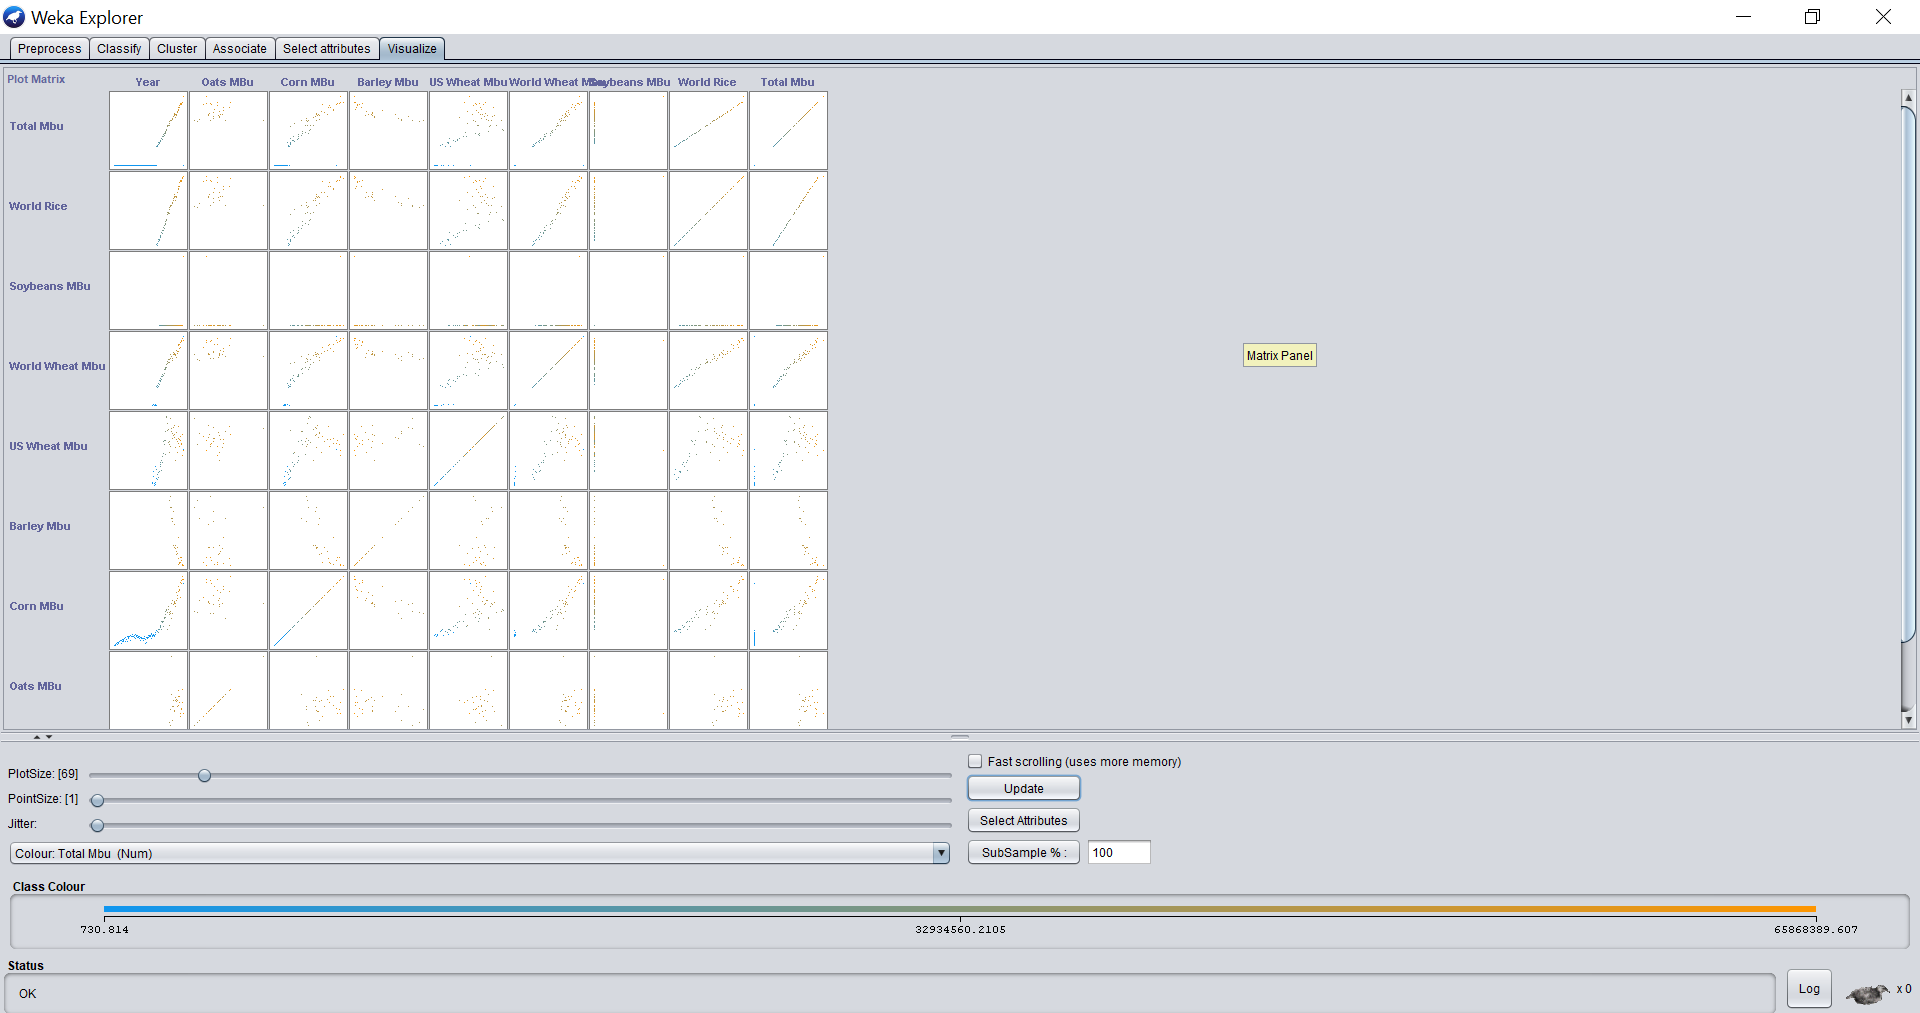 Weka Explorer
Preprocess Classify Cluster Associate Select attributes Visualize
Plot Matrix Year Oats MBu Corn MBu Barley Mbu US Wheat Mbu World Wheat Mbu Soybeans MBu World Rice Total Mbu
Total Mbu
World Rice
Soybeans MBu
World Wheat Mbu
Matrix Panel
US Wheat Mbu
Barley Mbu
Corn MBu
Oats MBu
Fast scrolling (uses more memory)
PlotSize: [69]
Update
PointSize: [1]
Select Attributes
Jitter:
Colour: Total Mbu (Num)
SubSample % : 100
Class Colour
730.814 32934560.2105 65868389.607
Status
OK
Log x 0